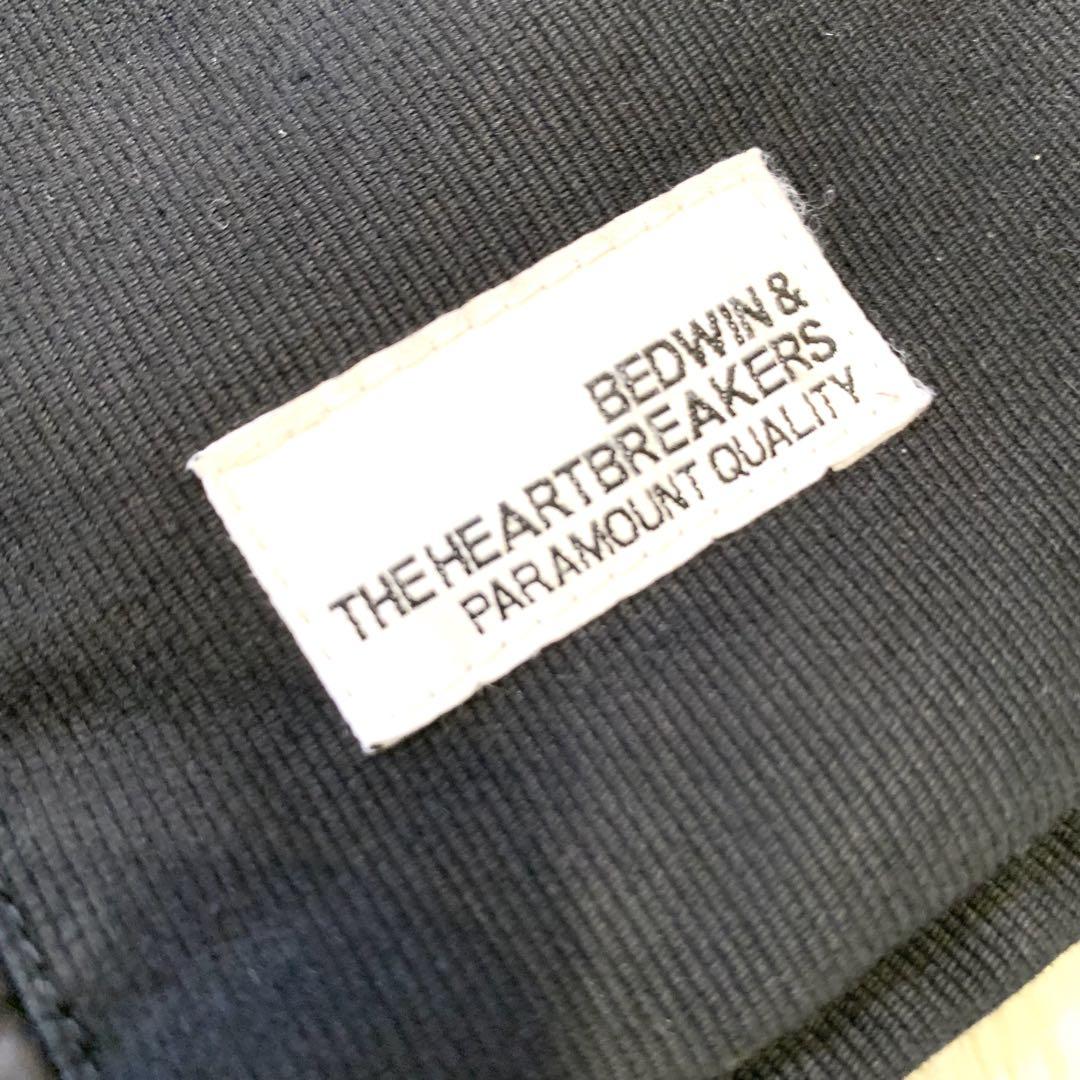 BEDWIN &
THE HEARTBREAKERS
PARAMOUNT QUALITY